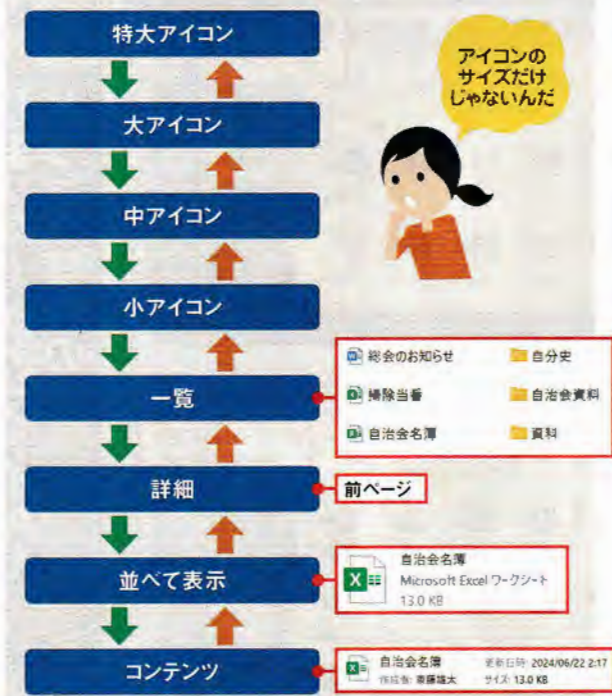 特大アイコン
アイコンの
サイズだけ
じゃないんだ
大アイコン
中アイコン
小アイコン
総会のお知らせ 自分史
掃除当番 自治会資料
自治会名簿 資料
一覧
詳細
前ページ
並べて表示
自治会名簿
Microsoft Excel ワークシート
13.0 KB
コンテンツ
自治会名簿 更新日時: 2024/06/22 2:17
作成者: 斎藤雄太 サイズ: 13.0 KB